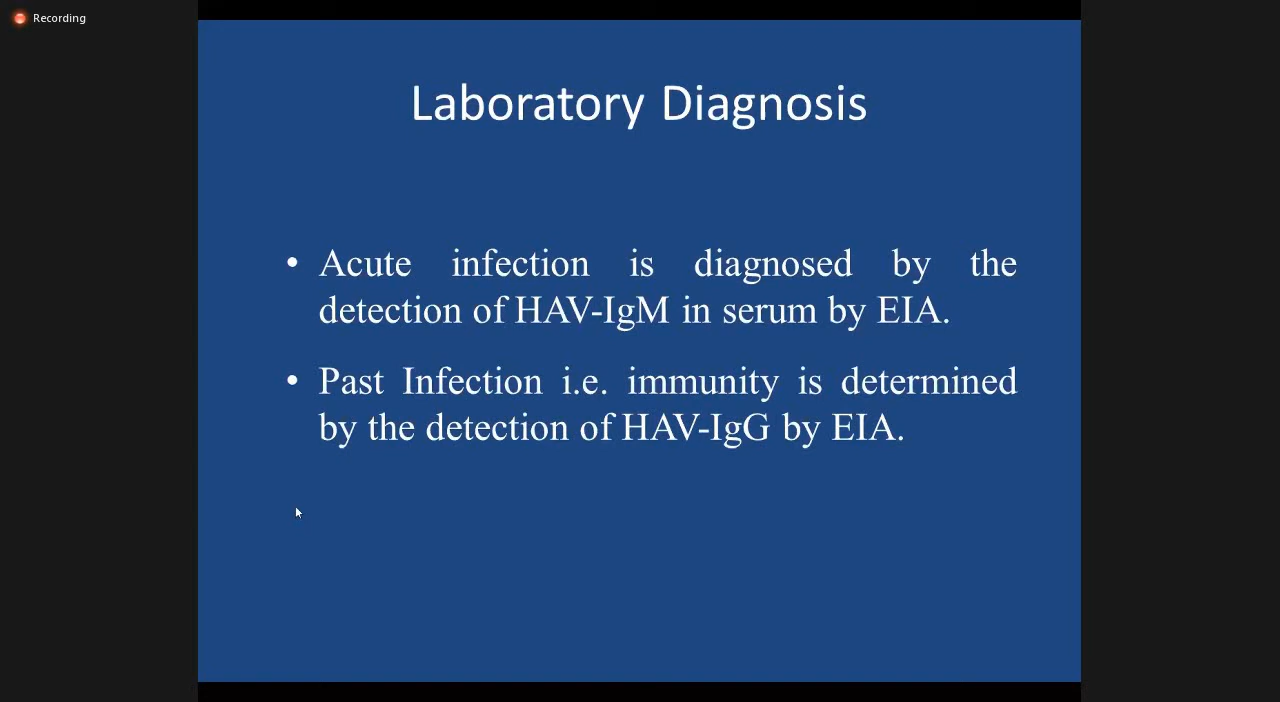 Recording
Laboratory Diagnosis
• Acute infection is diagnosed by the
detection of HAV-IgM in serum by EIA.
• Past Infection i.e. immunity is determined
by the detection of HAV-IgG by EIA.